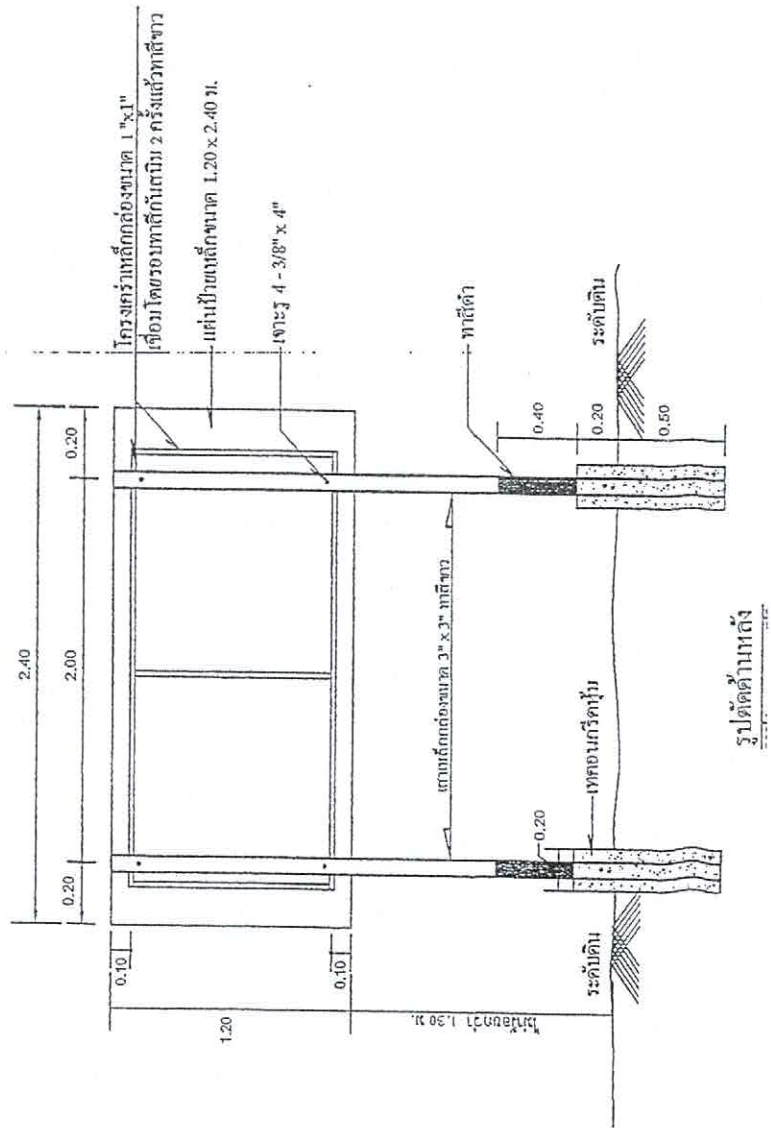 โครงเคร่าเหล็กกล่องขนาด 1"x1"
เชื่อมโดยรอบทาสีกันสนิม 2 ครั้งแล้วทาสีขาว
แผ่นป้ายเหล็กขนาด 1.20 x 2.40 ม.
เจาะรู 4 - 3/8" x 4"
ทาสีดำ
ระดับดิน
2.40
0.20
2.00
0.20
0.10
0.10
1.20
ไม่น้อยกว่า 1.30 ม.
เสาเหล็กกล่องขนาด 3" x 3" ทาสีขาว
0.40
0.20
0.50
0.20
เทคอนกรีตหุ้ม
ระดับดิน
รูปตัดด้านหลัง